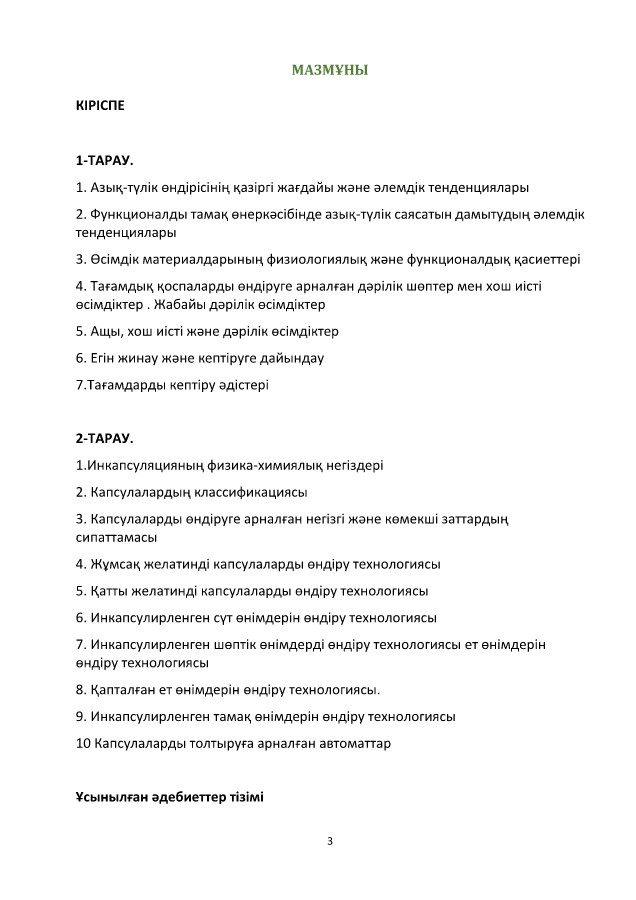 МАЗМҰНЫ
КІРІСПЕ
1-ТАРАУ.
1. Азық-түлік өндірісінің қазіргі жағдайы және әлемдік тенденциялары
2. Функционалды тамақ өнеркәсібінде азық-түлік саясатын дамытудың әлемдік
тенденциялары
3. Өсімдік материалдарының физиологиялық және функционалдық қасиеттері
4. Тағамдық қоспаларды өндіруге арналған дәрілік шөптер мен хош иісті
өсімдіктер . Жабайы дәрілік өсімдіктер
5. Ащы, хош иісті және дәрілік өсімдіктер
6. Егін жинау және кептіруге дайындау
7.Тағамдарды кептіру әдістері
2-ТАРАУ.
1.Инкапсуляцияның физика-химиялық негіздері
2. Капсулалардың классификациясы
3. Капсулаларды өндіруге арналған негізгі және көмекші заттардың
сипаттамасы
4. Жұмсақ желатинді капсулаларды өндіру технологиясы
5. Қатты желатинді капсулаларды өндіру технологиясы
6. Инкапсулирленген сүт өнімдерін өндіру технологиясы
7. Инкапсулирленген шөптік өнімдерді өндіру технологиясы ет өнімдерін
өндіру технологиясы
8. Қапталған ет өнімдерін өндіру технологиясы.
9. Инкапсулирленген тамақ өнімдерін өндіру технологиясы
10 Капсулаларды толтыруға арналған автоматтар
Ұсынылған әдебиеттер тізімі
3